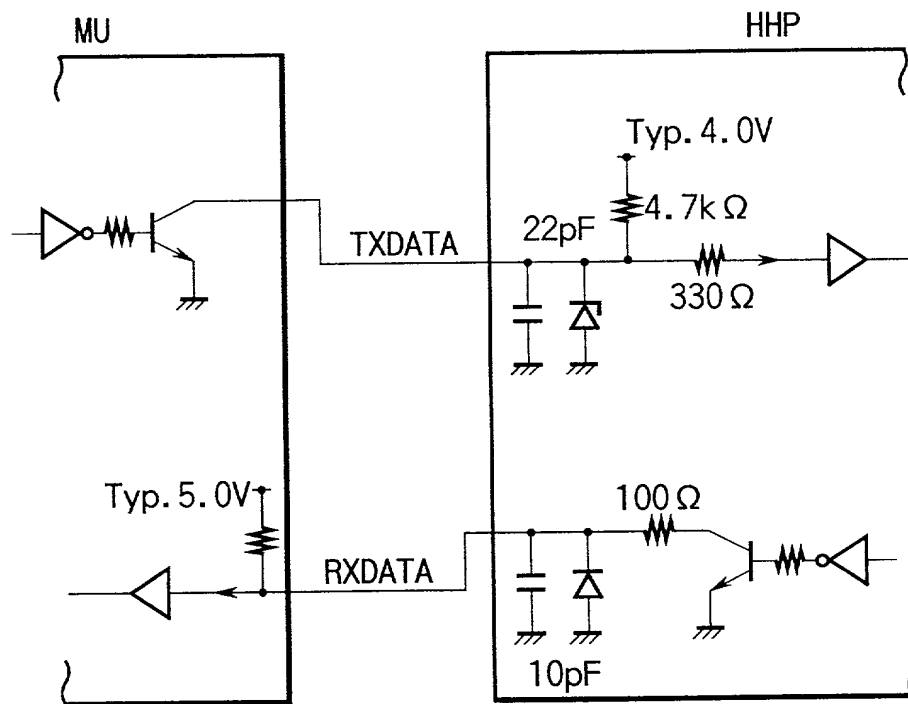 MU
HHP
Typ. 4.0V
4.7kΩ
22pF
TXDATA
330Ω
Typ. 5.0V
100Ω
RXDATA
10pF